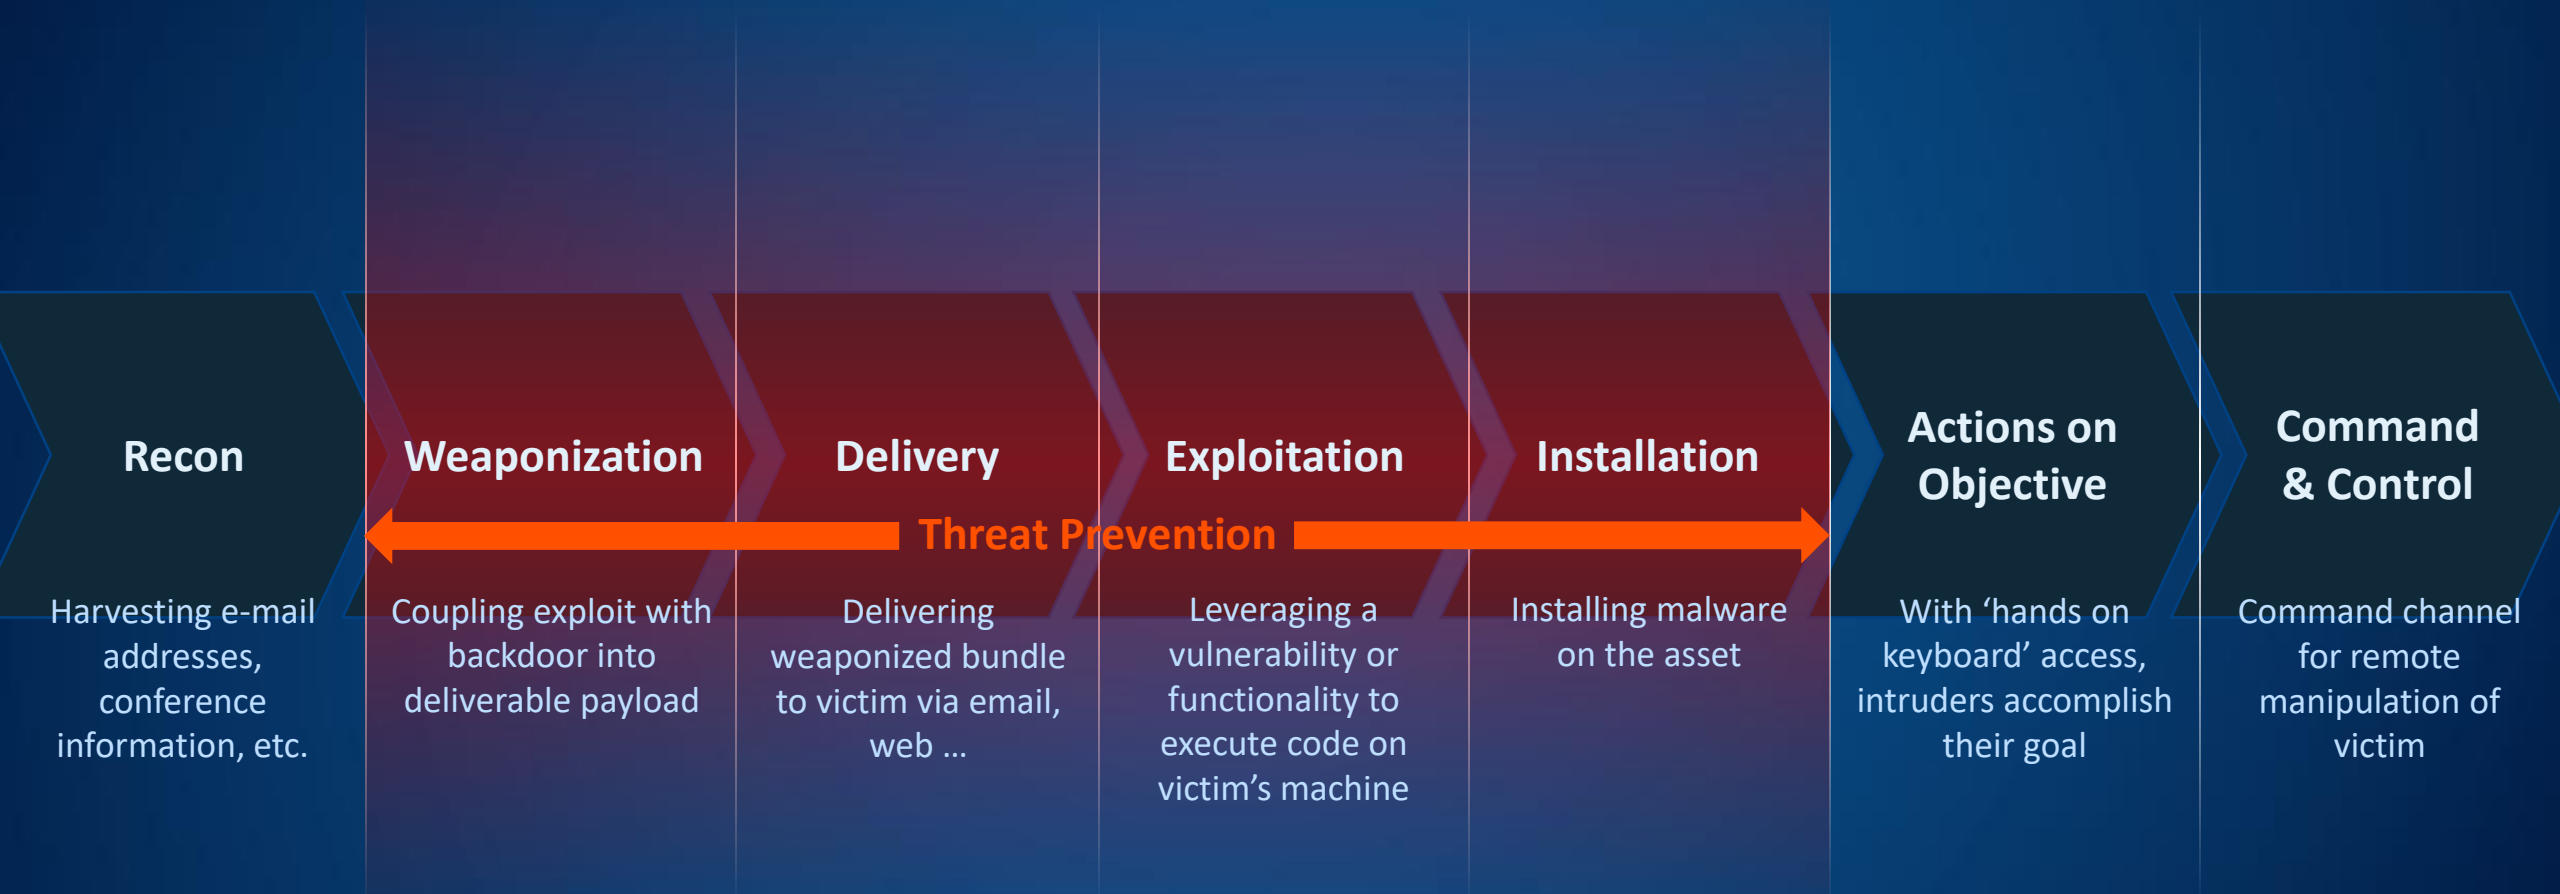 Recon
Weaponization
Delivery
Exploitation
Installation
Actions on
Objective
Command
& Control
Threat Prevention
Harvesting e-mail
addresses,
conference
information, etc.
Coupling exploit with
backdoor into
deliverable payload
Delivering
weaponized bundle
to victim via email,
web ...
Leveraging a
vulnerability or
functionality to
execute code on
victim’s machine
Installing malware
on the asset
With ‘hands on
keyboard’ access,
intruders accomplish
their goal
Command channel
for remote
manipulation of
victim